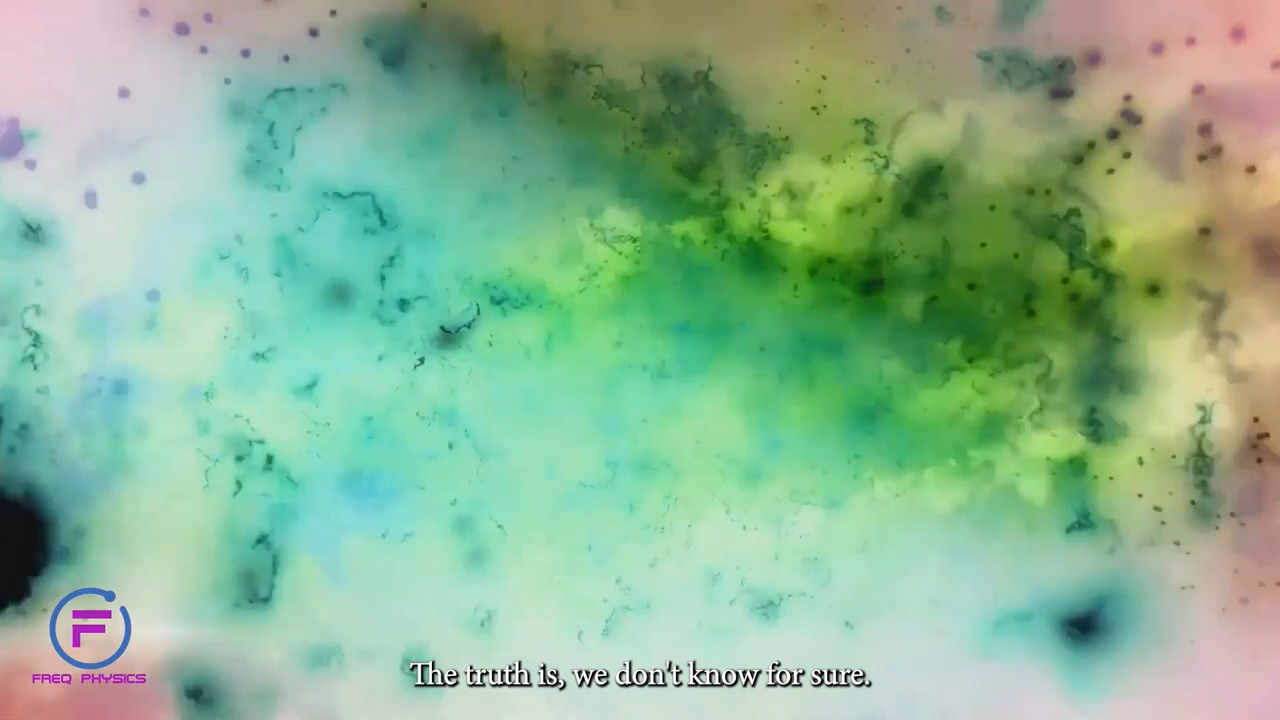 F
FREQ PHYSICS
The truth is, we don't know for sure.